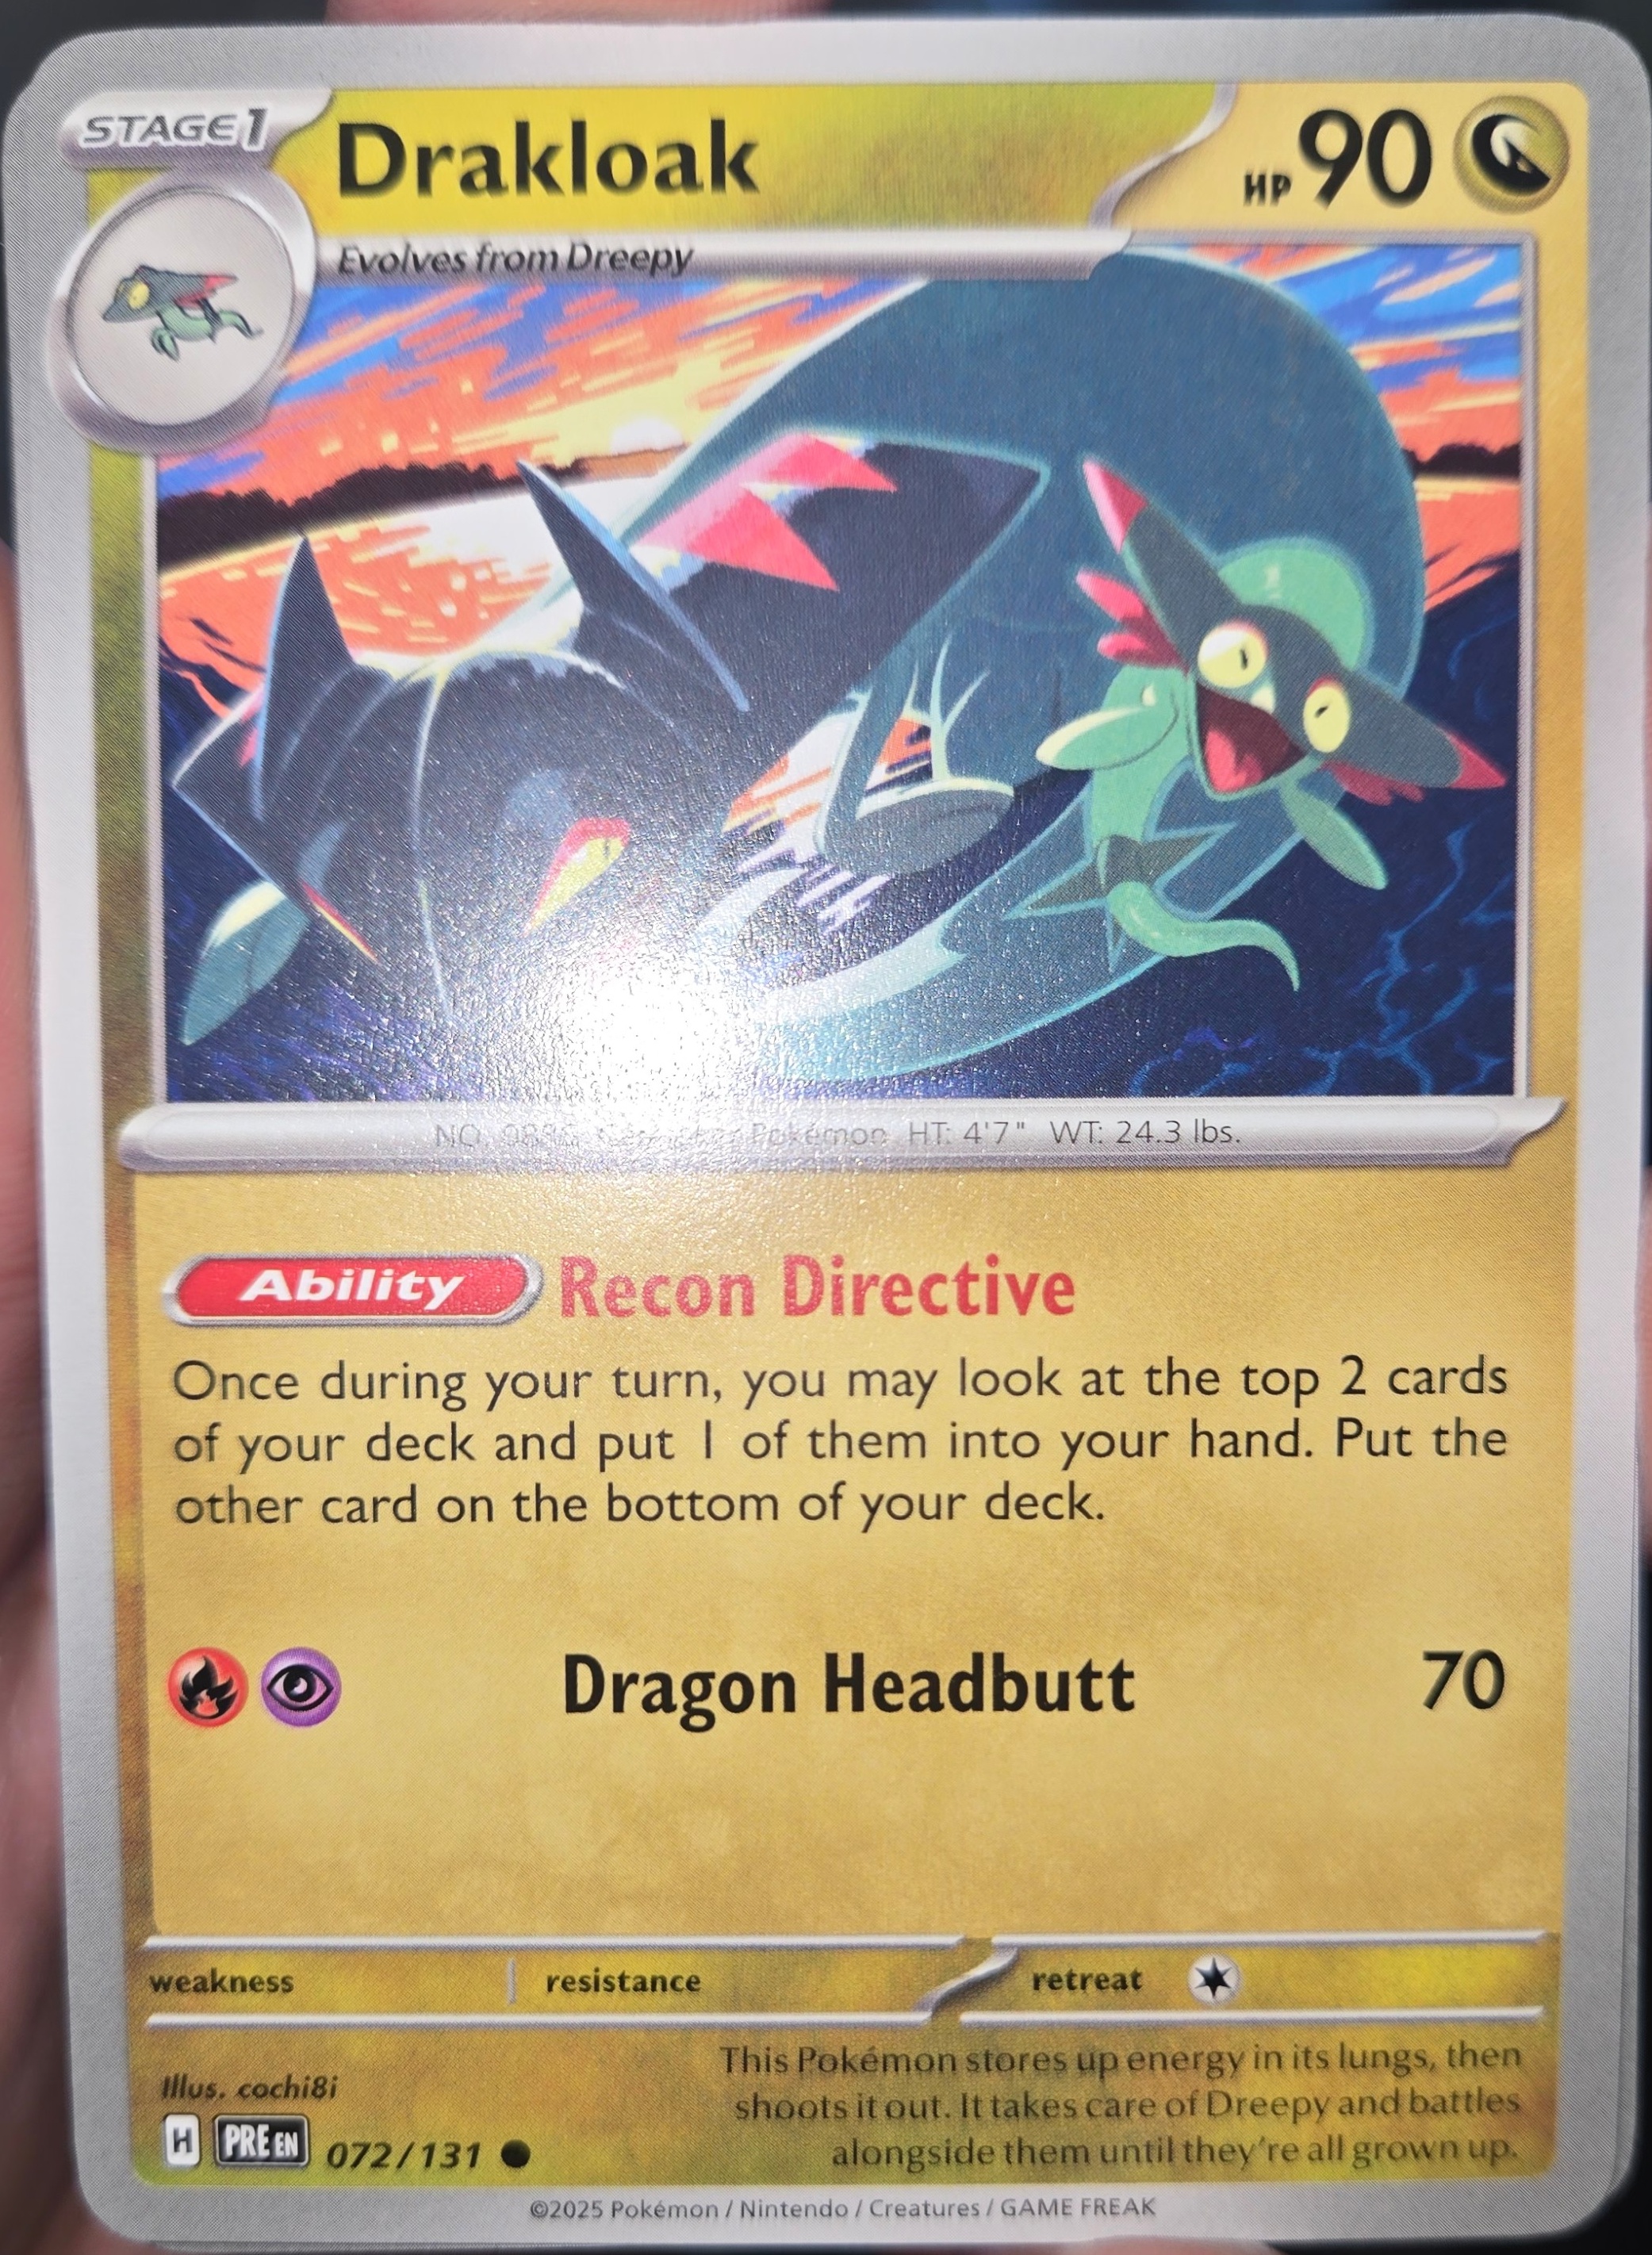 STAGE 1
Drakloak
HP 90
Evolves from Dreepy
NO. Pokémon HT: 4'7" WT: 24.3 lbs.
Ability Recon Directive
Once during your turn, you may look at the top 2 cards
of your deck and put 1 of them into your hand. Put the
other card on the bottom of your deck.
Dragon Headbutt 70
weakness resistance retreat
This Pokémon stores up energy in its lungs, then
shoots it out. It takes care of Dreepy and battles
alongside them until they're all grown up.
Illus. cochi8i
H PRE EN 072/131
©2025 Pokémon / Nintendo / Creatures / GAME FREAK